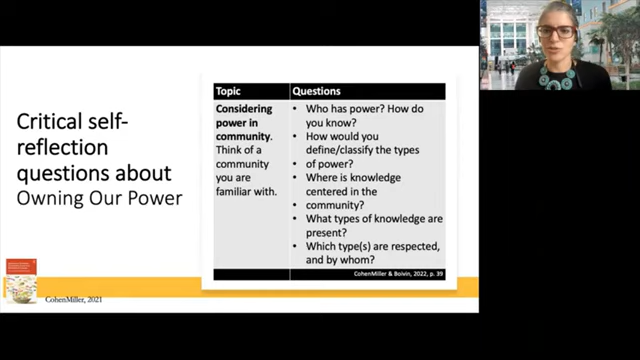 Critical self-
reflection
questions about
Owning Our Power
Topic
Questions
Considering
power in
community.
Think of a
community
you are
familiar with.
• Who has power? How do
you know?
• How would you
define/classify the types
• of power?
• Where is knowledge
centered in the
• community?
• What types of knowledge are
present?
• Which type(s) are respected,
and by whom?
CohenMiller & Boivin, 2022, p. 39
CohenMiller, 2021